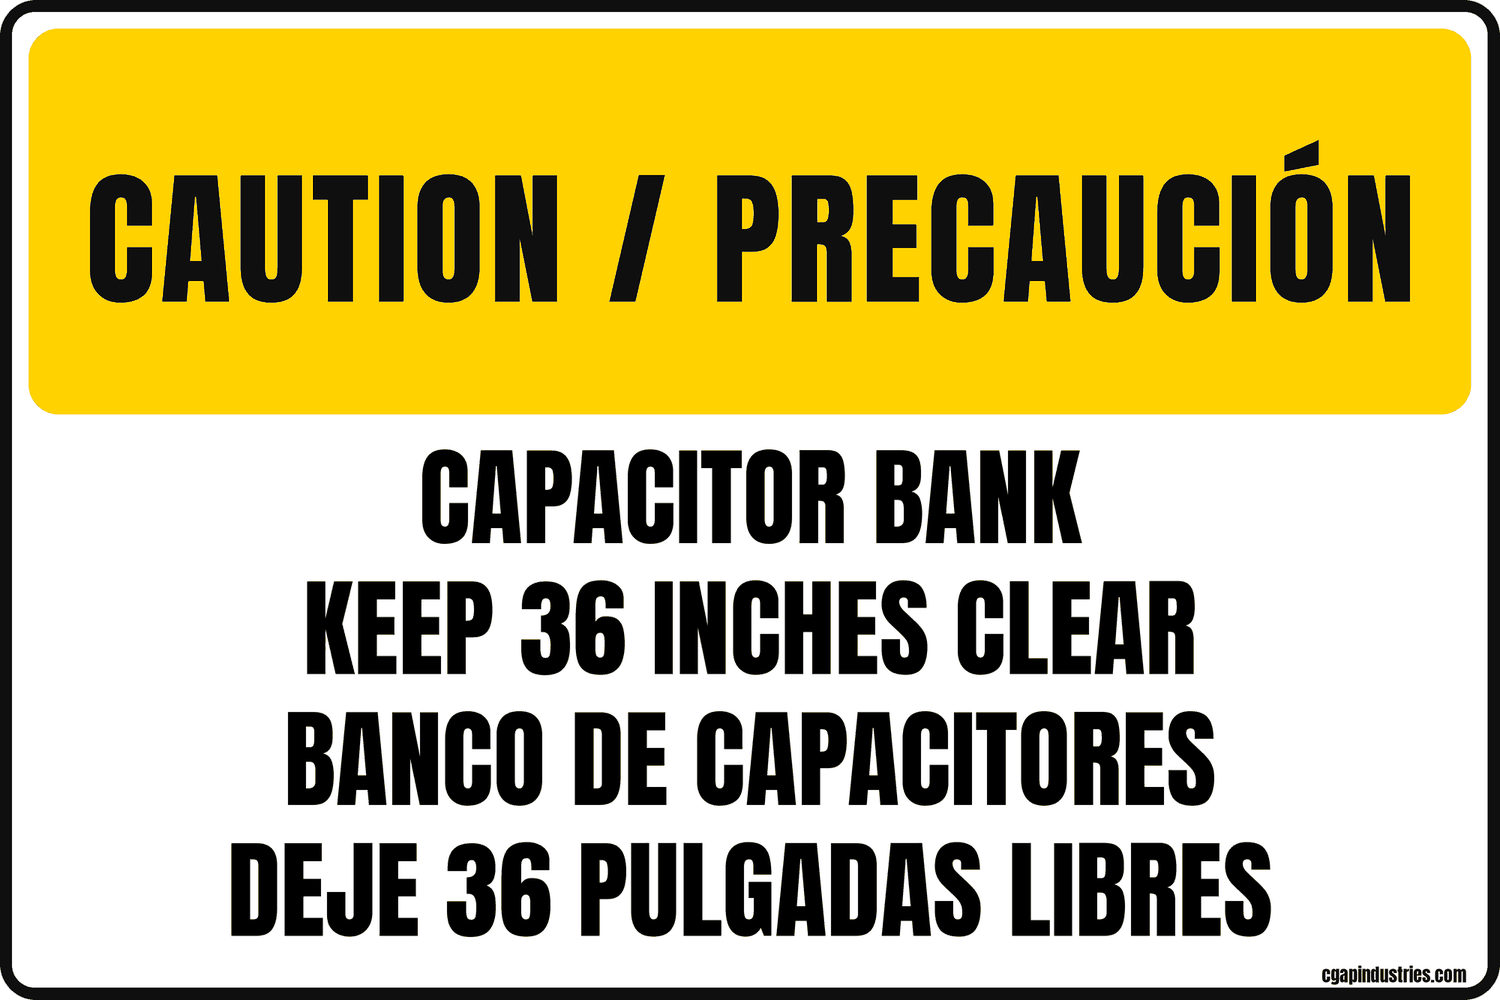 CAUTION / PRECAUCIÓN
CAPACITOR BANK
KEEP 36 INCHES CLEAR
BANCO DE CAPACITORES
DEJE 36 PULGADAS LIBRES
cgapindustries.com